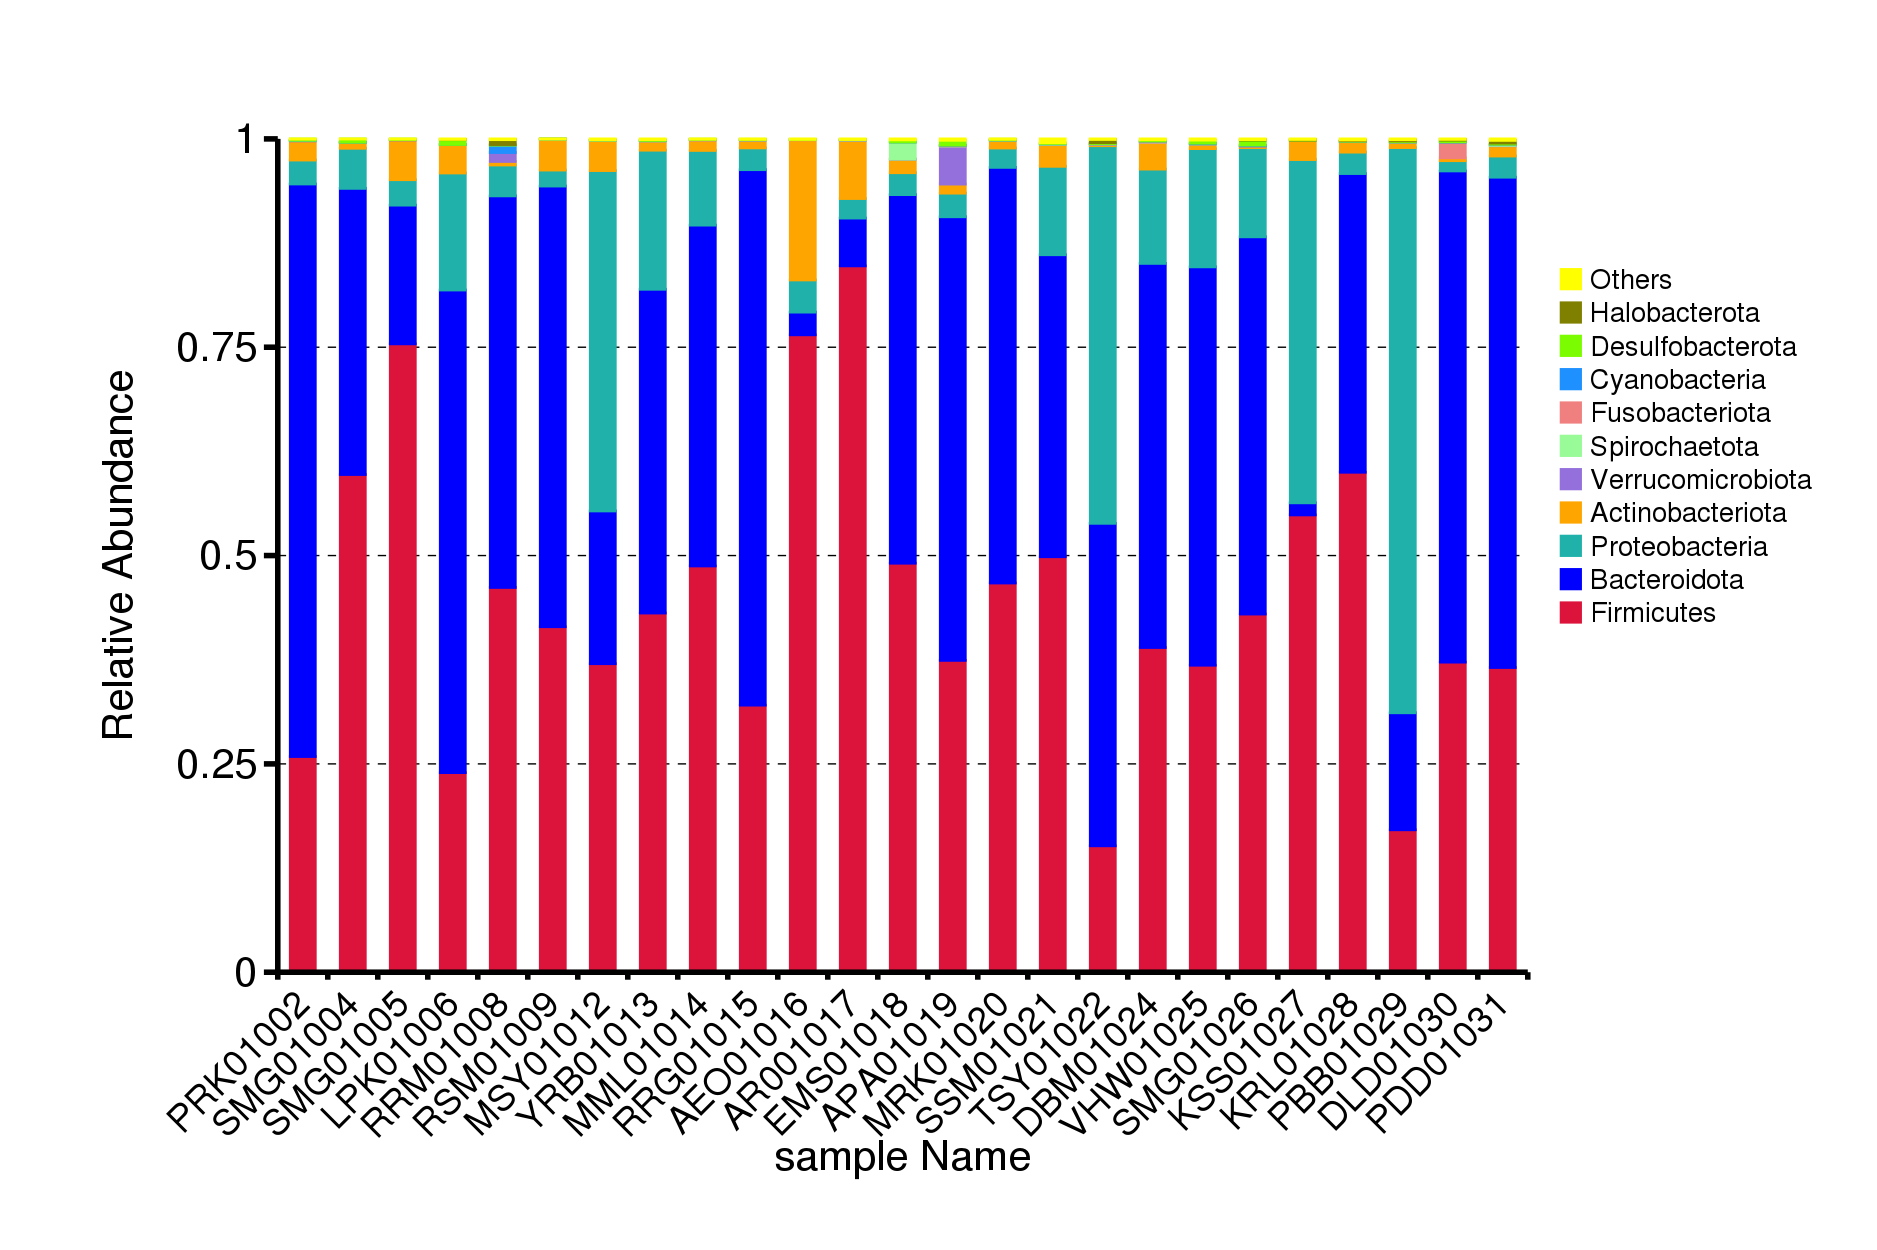 1
0.75
0.5
0.25
0
Relative Abundance
Others
Halobacterota
Desulfobacterota
Cyanobacteria
Fusobacteriota
Spirochaetota
Verrucomicrobiota
Actinobacteriota
Proteobacteria
Bacteroidota
Firmicutes
PRK01002
SMG01004
SMG01005
LPK01006
RRM01008
RSM01009
MSY01012
YRB01013
MML01014
RRG01015
AEO01016
AR001017
EMS01018
APA01019
MRK01020
SSM01021
TSY01022
DBM01024
VHW01025
SMG01026
KSS01027
KRL01028
PBB01029
DLD01030
PDD01031
sample Name